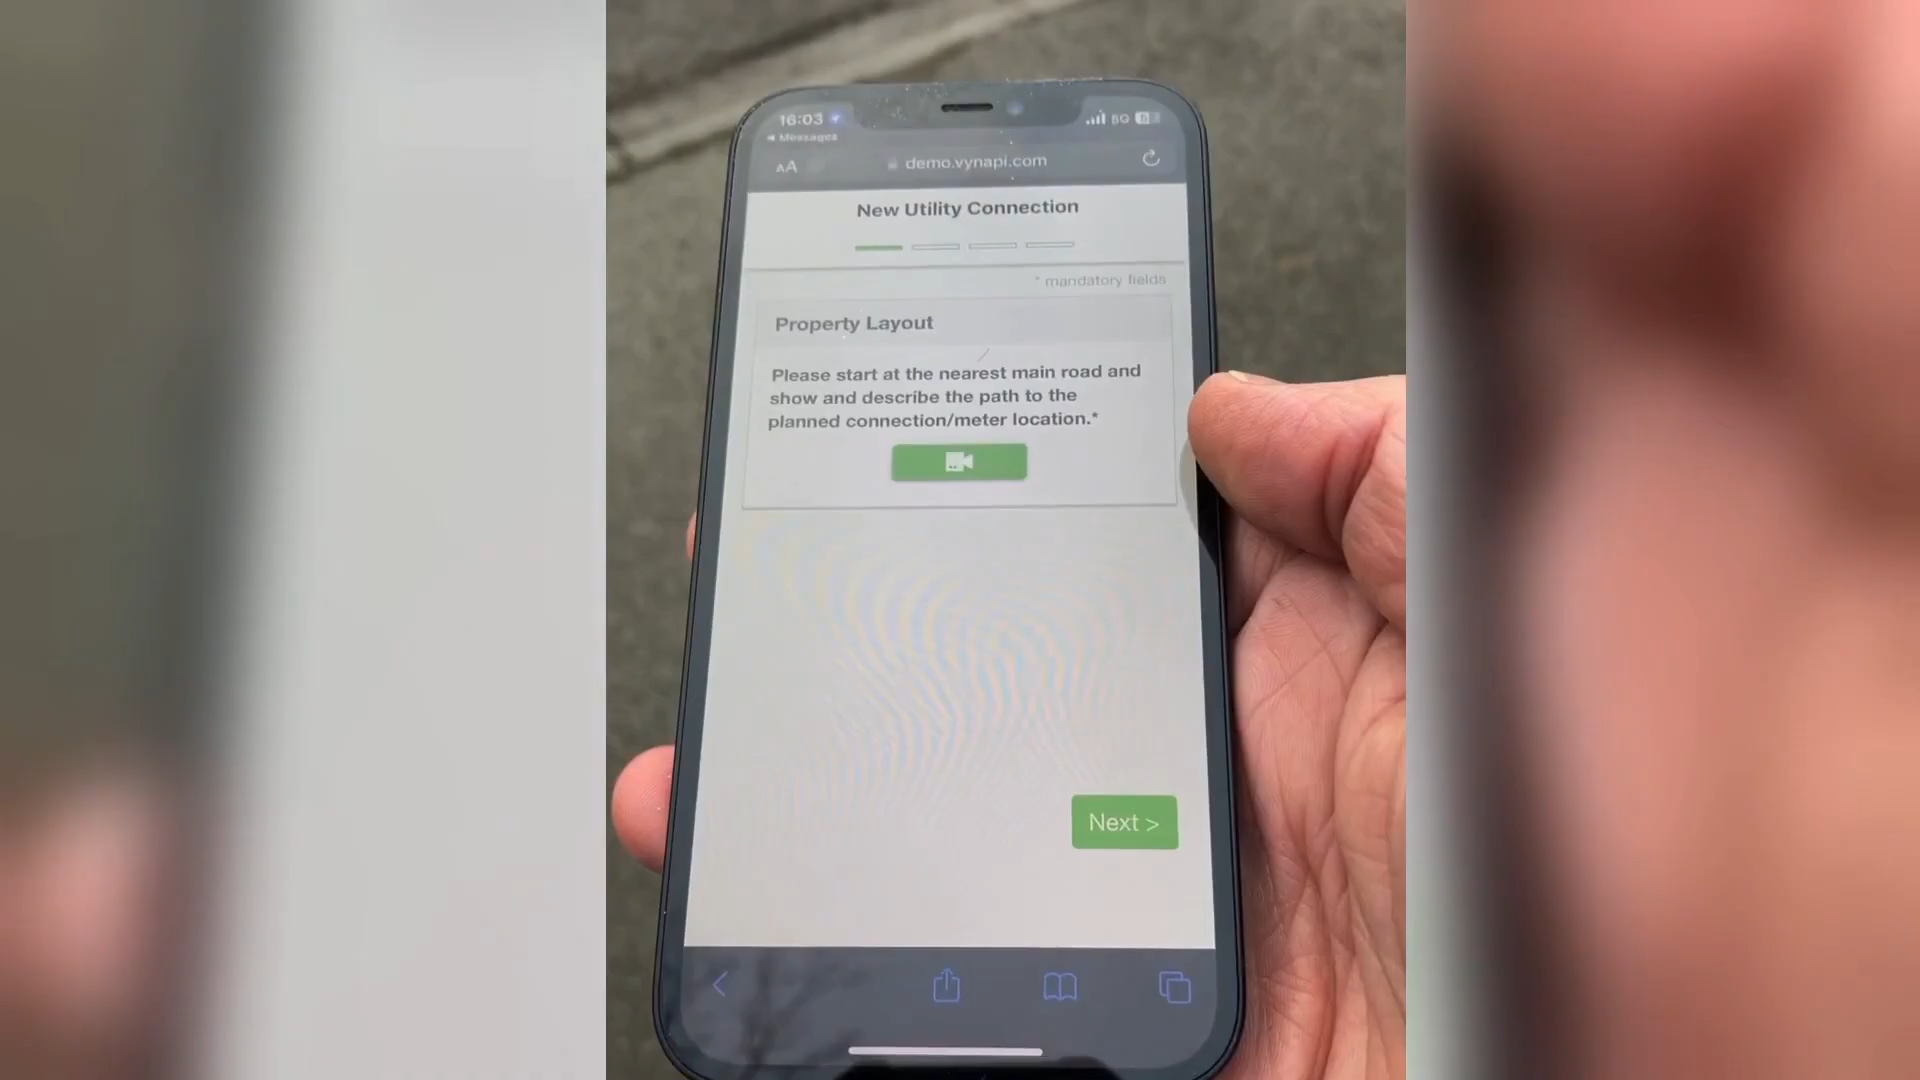 16:03
Messages
AA
demo.vynapi.com
New Utility Connection
* mandatory fields
Property Layout
Please start at the nearest main road and
show and describe the path to the
planned connection/meter location.*
Next >